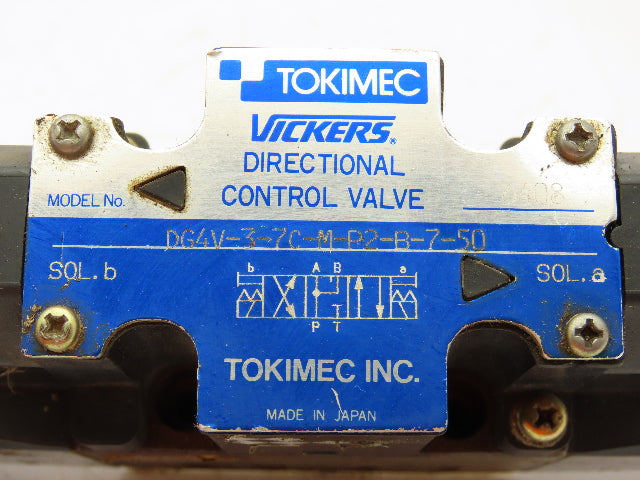 TOKIMEC
VICKERS®
DIRECTIONAL
MODEL No. CONTROL VALVE
DG4V-3-7C-M-P2-B-7-50
SOL.b SOL.a
b A B a
P T
TOKIMEC INC.
MADE IN JAPAN